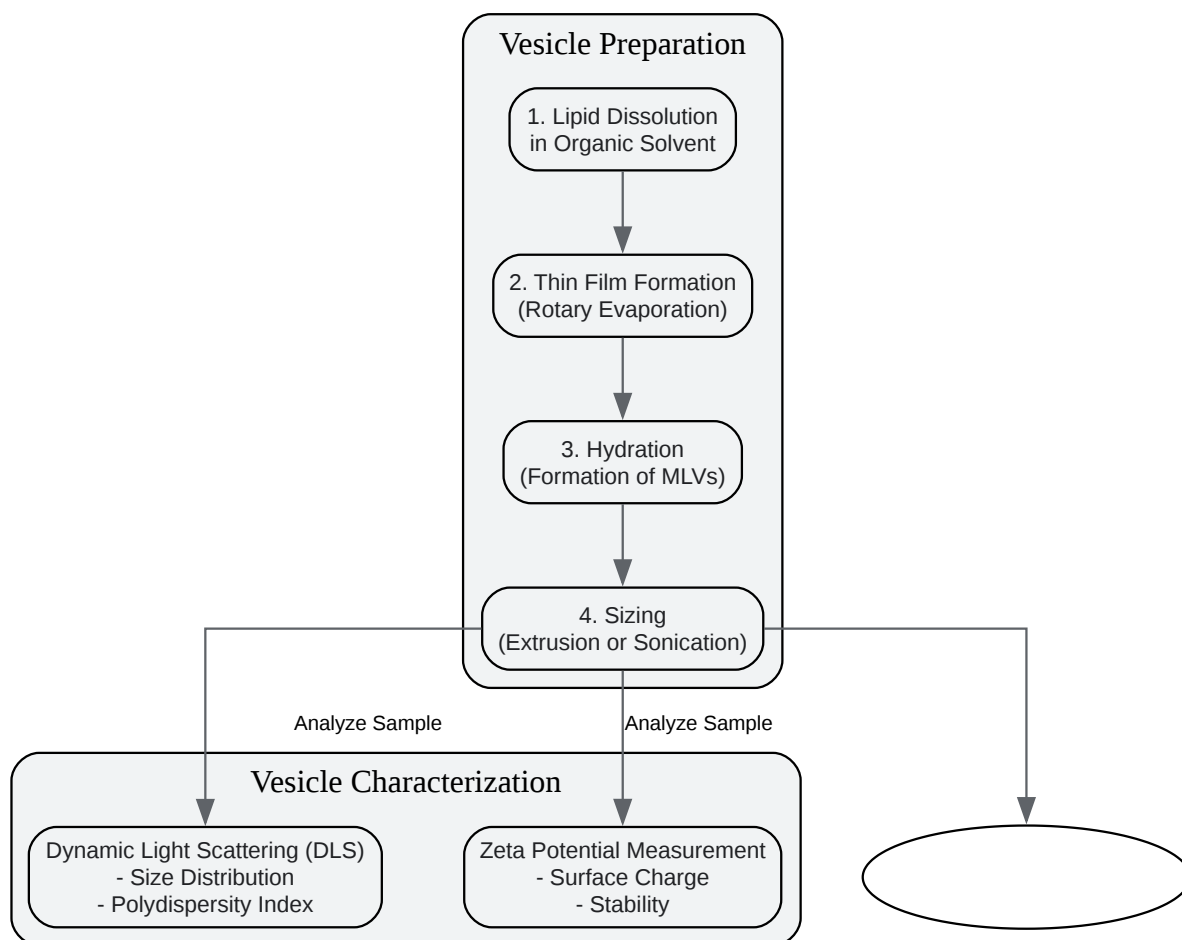 Vesicle Preparation
1. Lipid Dissolution
in Organic Solvent
2. Thin Film Formation
(Rotary Evaporation)
3. Hydration
(Formation of MLVs)
4. Sizing
(Extrusion or Sonication)
Analyze Sample
Analyze Sample
Vesicle Characterization
Dynamic Light Scattering (DLS)
- Size Distribution
- Polydispersity Index
Zeta Potential Measurement
- Surface Charge
- Stability